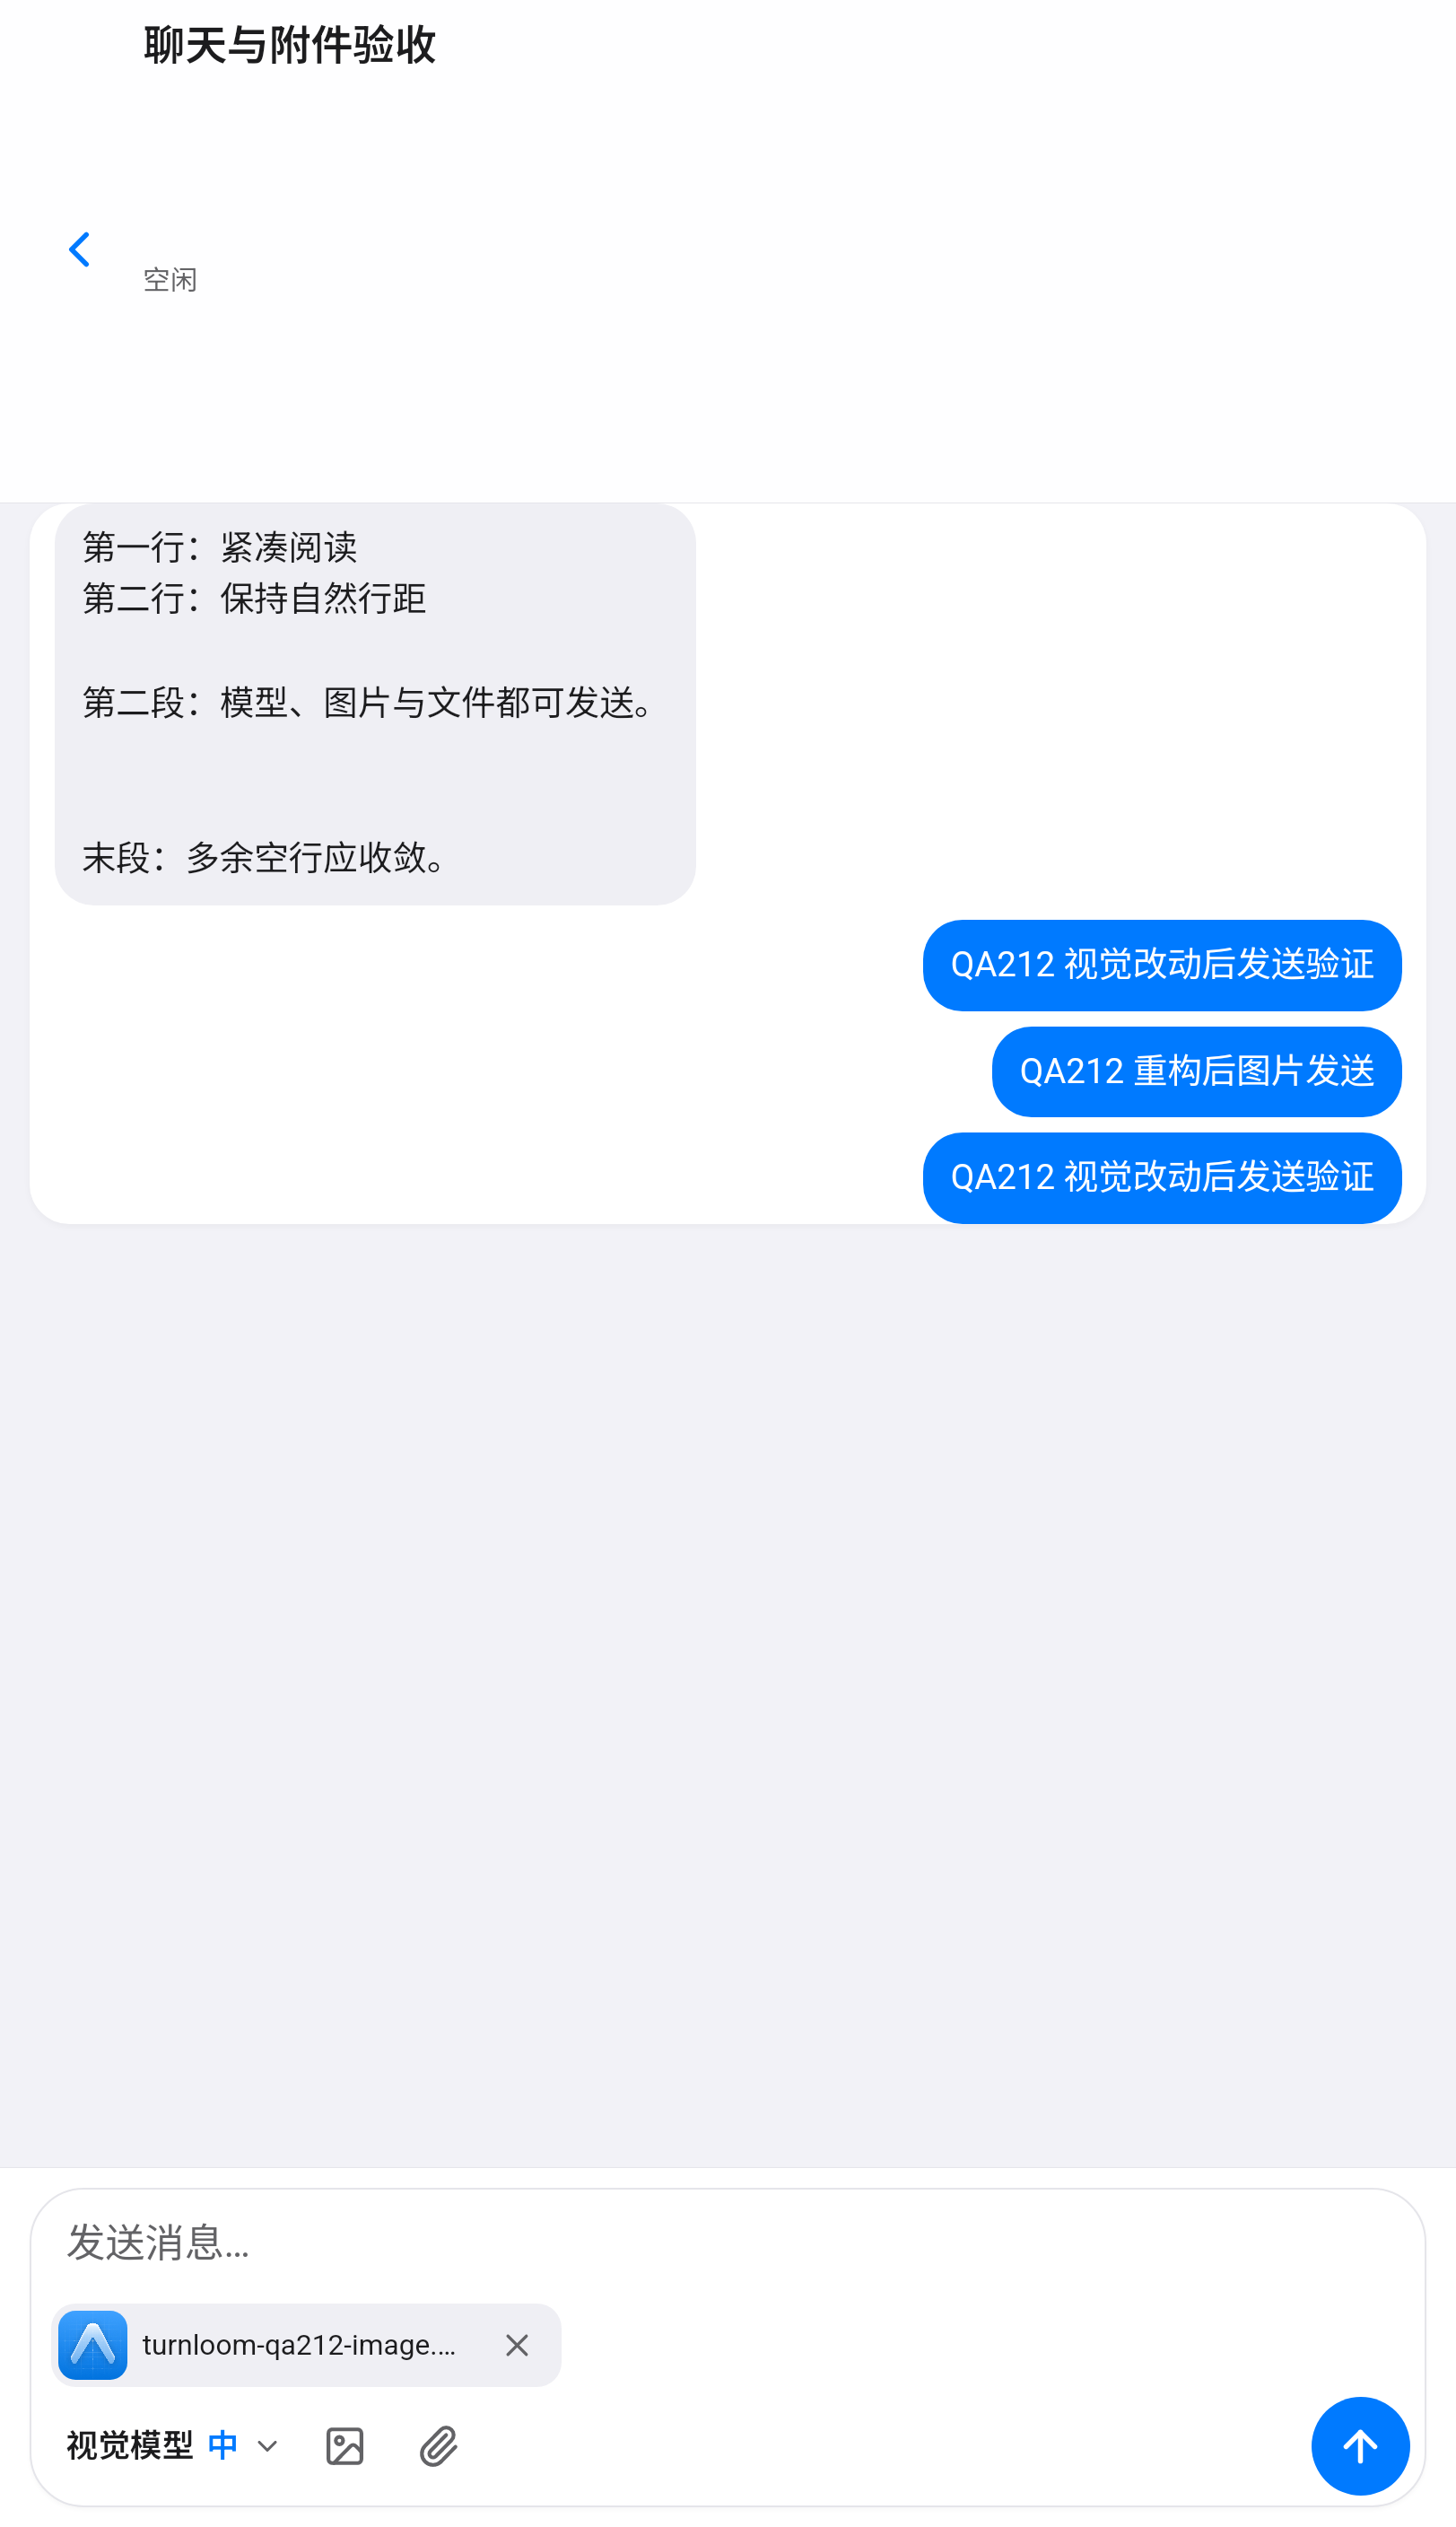 聊天与附件验收
空闲
第一行：紧凑阅读
第二行：保持自然行距
第二段：模型、图片与文件都可发送。
末段：多余空行应收敛。
QA212 视觉改动后发送验证
QA212 重构后图片发送
QA212 视觉改动后发送验证
发送消息...
turnloom-qa212-image....
视觉模型 中